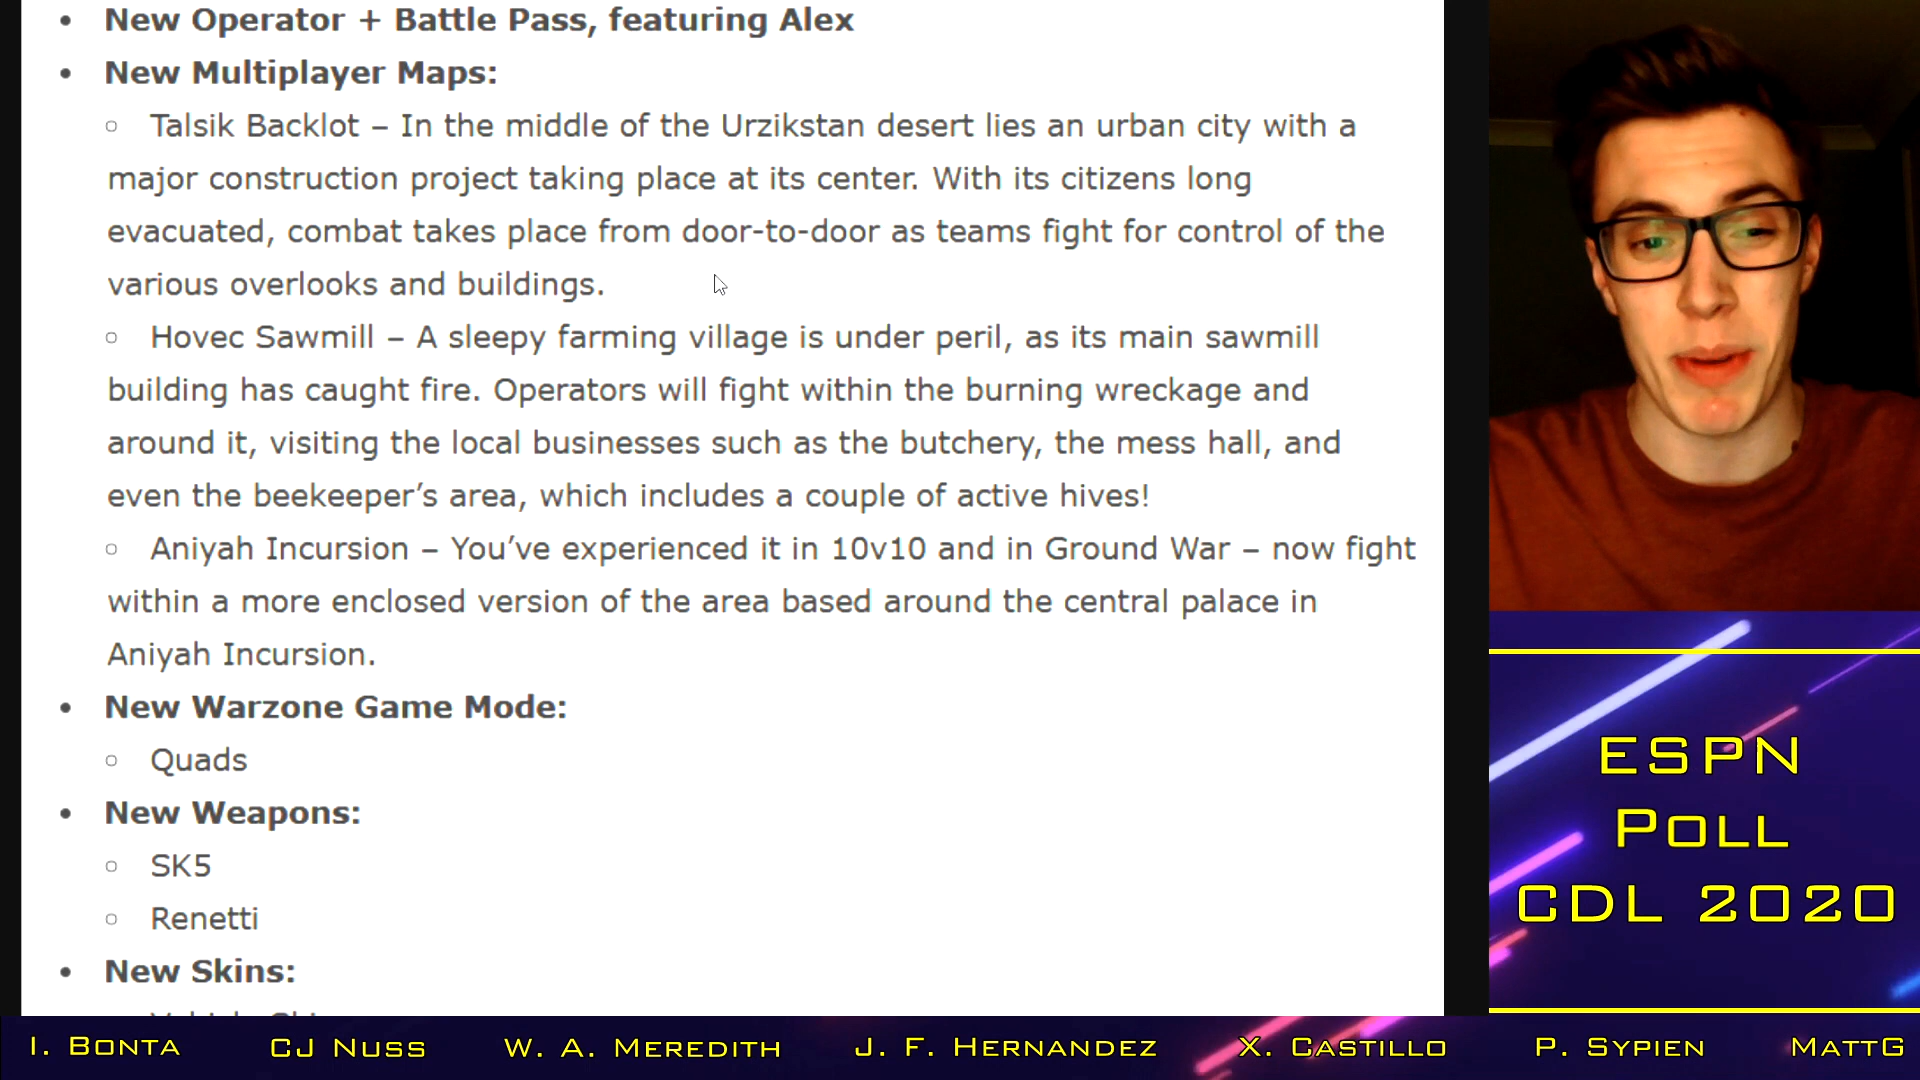 New Operator + Battle Pass, featuring Alex
New Multiplayer Maps:
Talsik Backlot – In the middle of the Urzikstan desert lies an urban city with a
major construction project taking place at its center. With its citizens long
evacuated, combat takes place from door-to-door as teams fight for control of the
various overlooks and buildings.
Hovec Sawmill – A sleepy farming village is under peril, as its main sawmill
building has caught fire. Operators will fight within the burning wreckage and
around it, visiting the local businesses such as the butchery, the mess hall, and
even the beekeeper’s area, which includes a couple of active hives!
Aniyah Incursion – You’ve experienced it in 10v10 and in Ground War – now fight
within a more enclosed version of the area based around the central palace in
Aniyah Incursion.
New Warzone Game Mode:
Quads
New Weapons:
SK5
Renetti
New Skins:
ESPN
Poll
CDL 2020
I. Bonta CJ Nuss W. A. Meredith J. F. Hernandez X. Castillo P. Sypien MattG